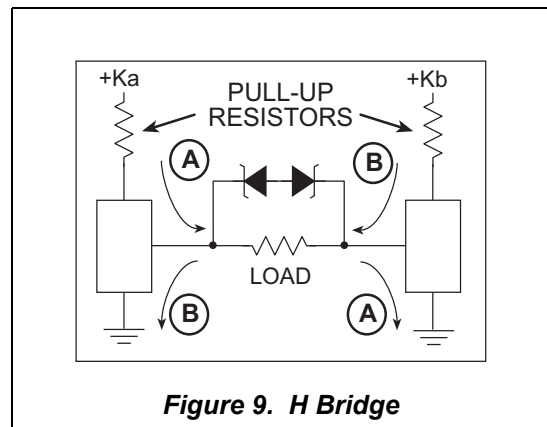 +Ka
+Kb
PULL-UP
RESISTORS
A
B
LOAD
B
A
Figure 9. H Bridge